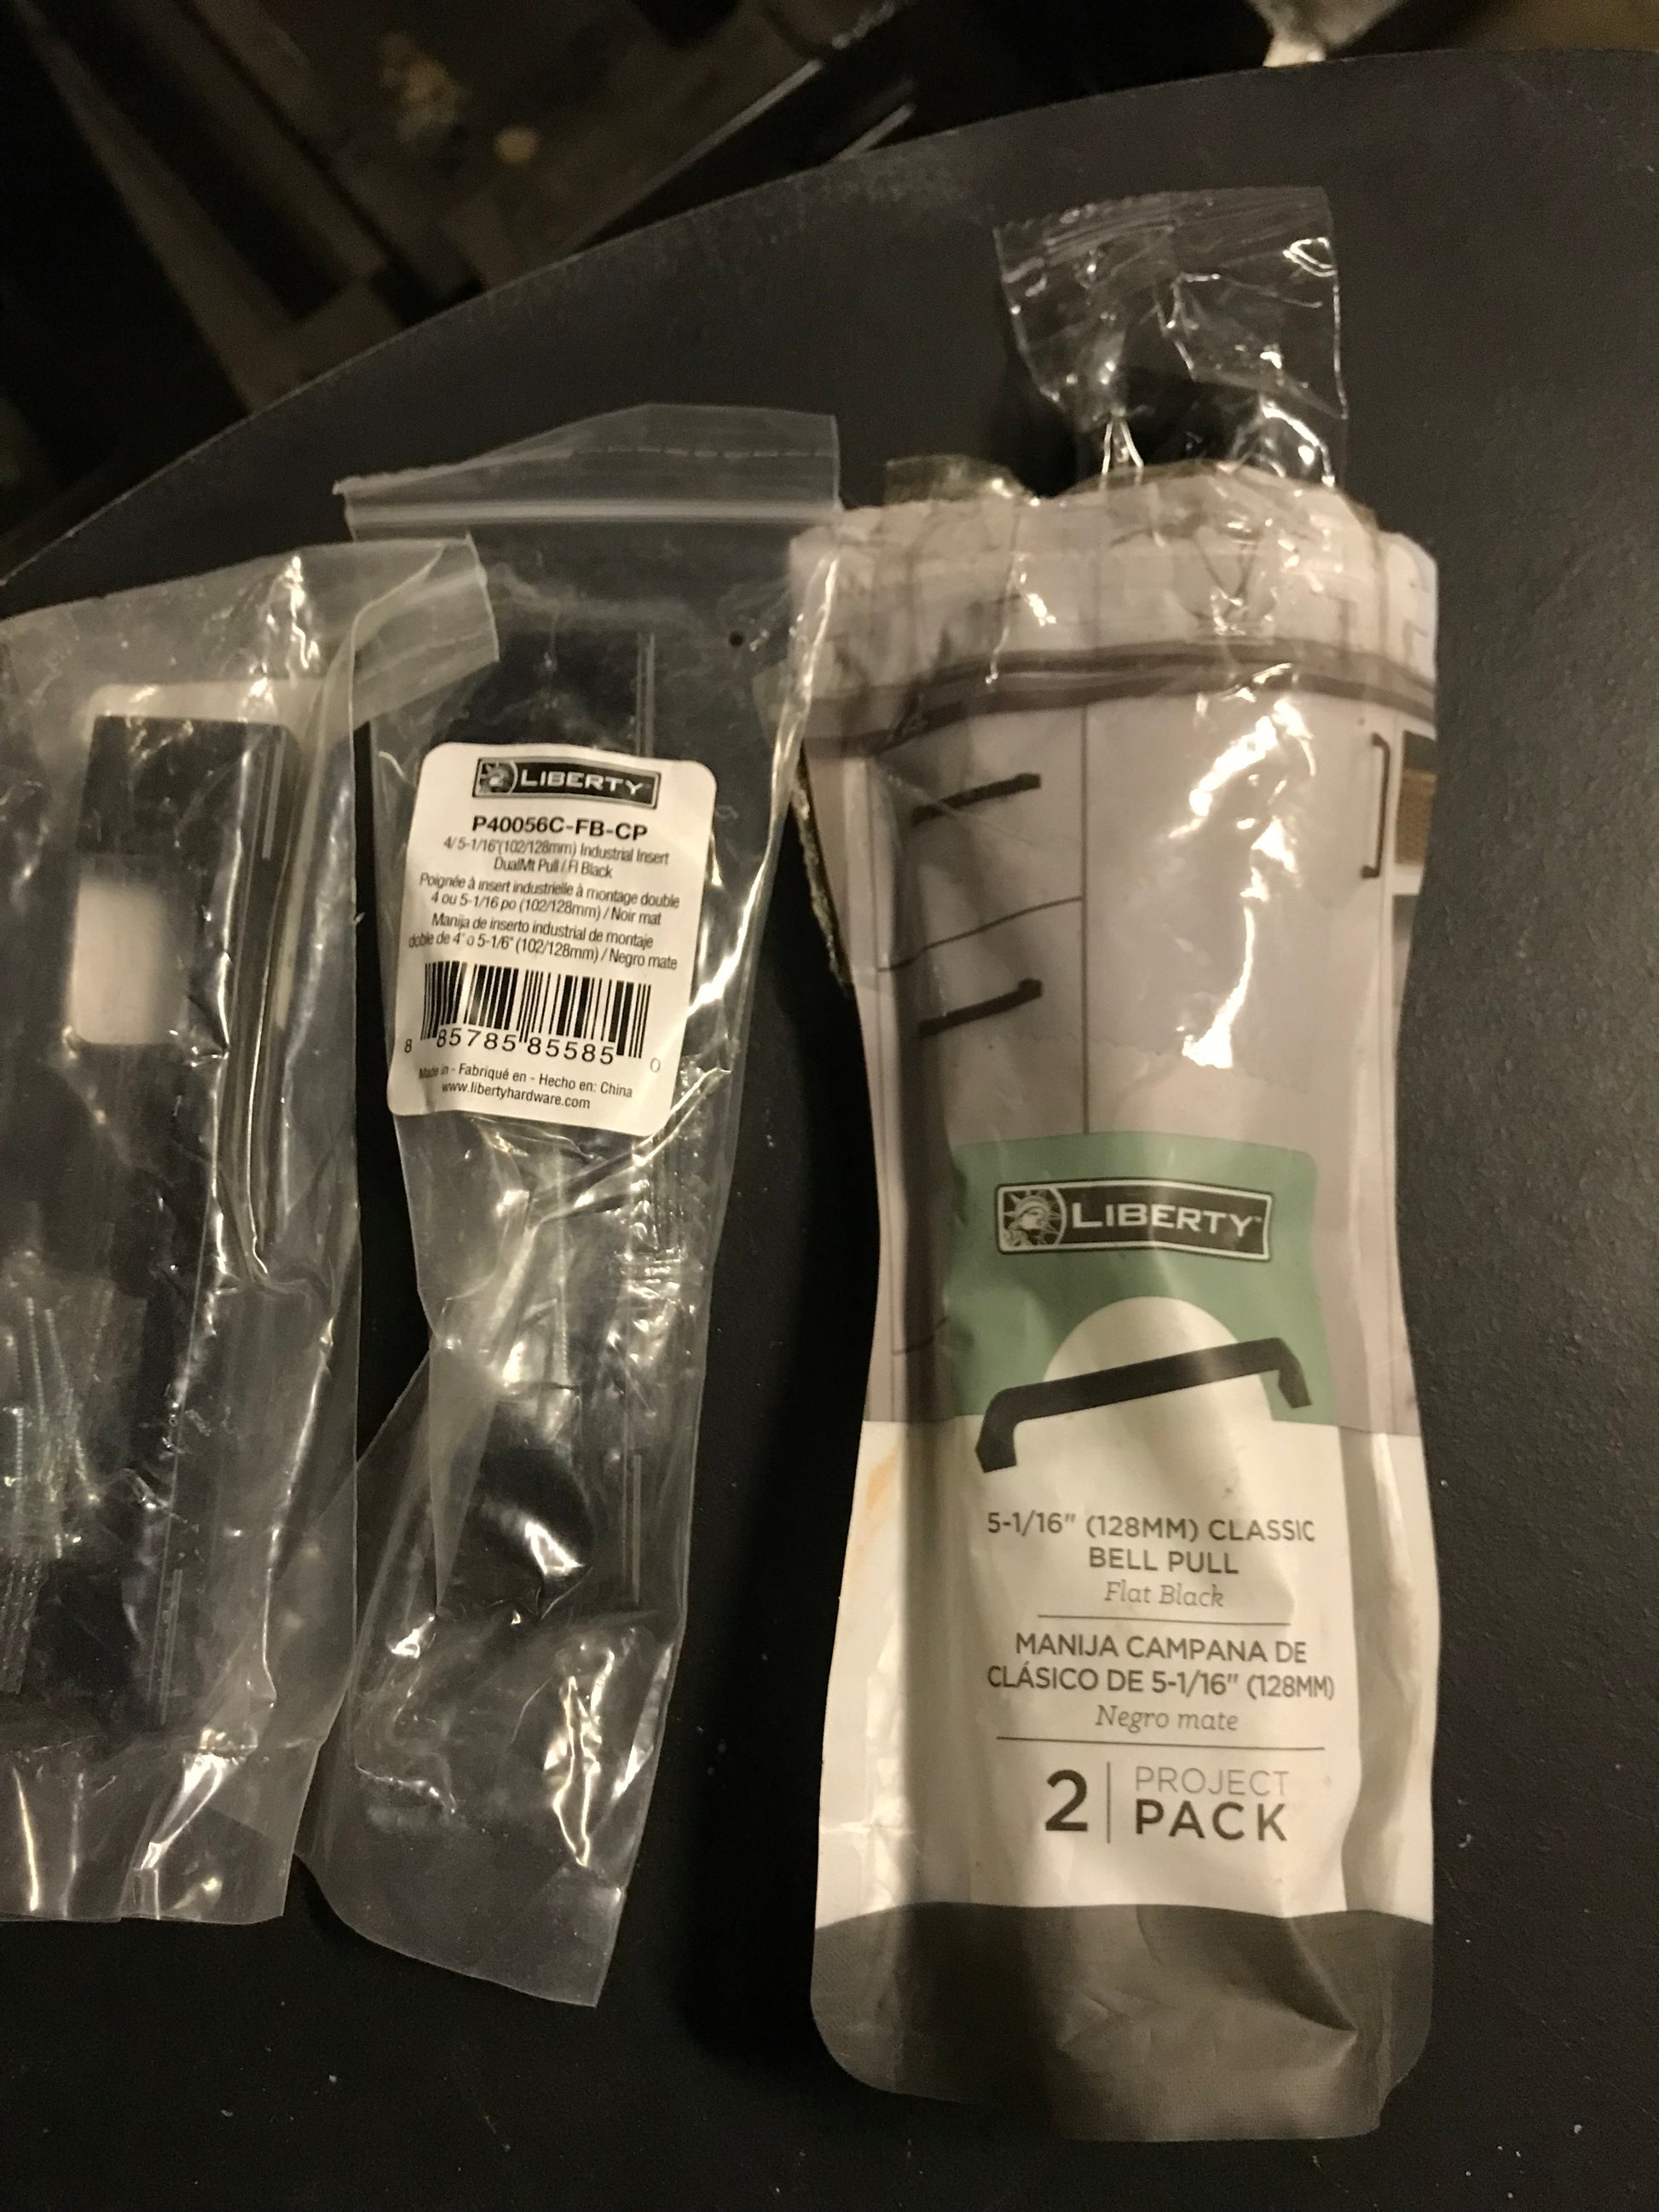 LIBERTY
P40056C-FB-CP
4/ 5-1/16"(102/128mm) Industrial Insert
DualMt Pull / Fl Black
Poignée à insert industrielle à montage double
4 ou 5-1/16 po (102/128mm) / Noir mat
Manija de inserto industrial de montaje
doble de 4" o 5-1/6" (102/128mm) / Negro mate
8 85785 85585 0
Made in - Fabriqué en - Hecho en: China
www.libertyhardware.com
LIBERTY™
5-1/16" (128MM) CLASSIC
BELL PULL
Flat Black
MANIJA CAMPANA DE
CLÁSICO DE 5-1/16" (128MM)
Negro mate
2 PROJECT
PACK